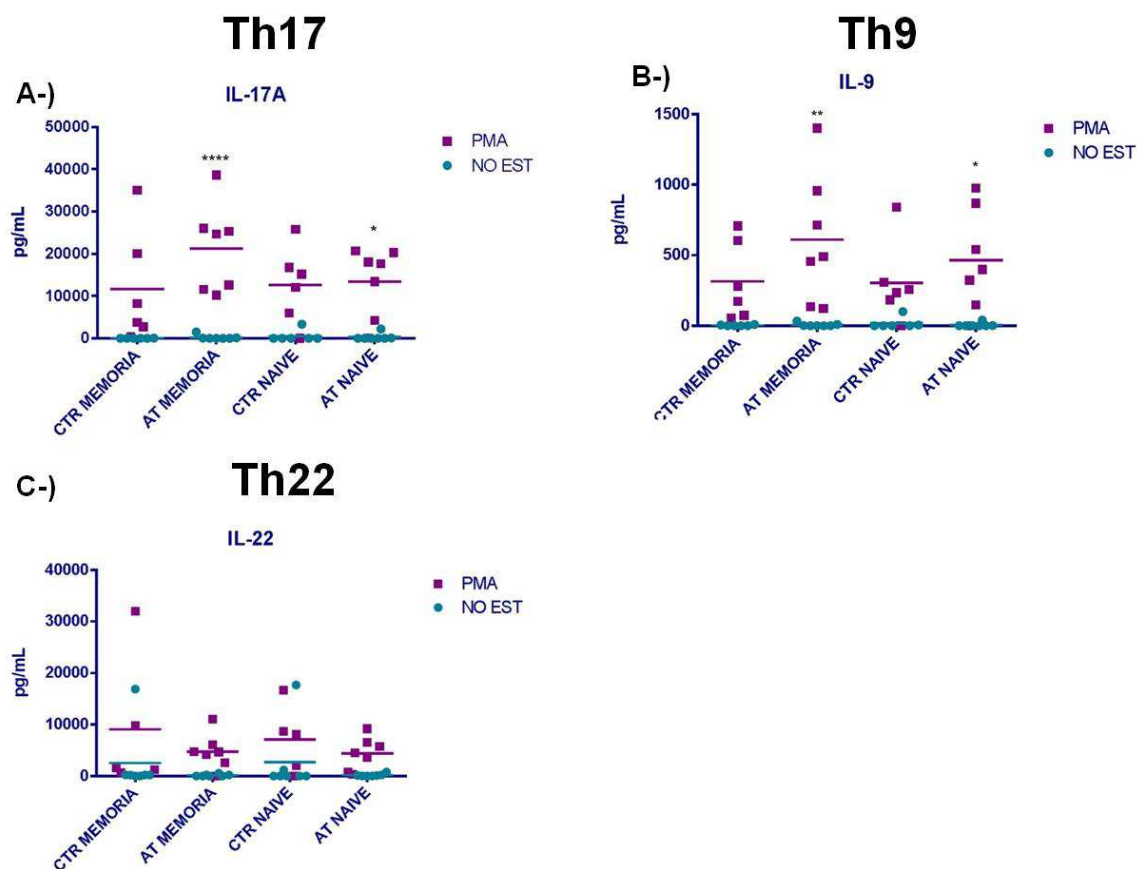 Th17
A-)
IL-17A
pg/mL
50000
40000
30000
20000
10000
0
****
*
PMA
NO EST
CTR MEMORIA
AT MEMORIA
CTR NAIVE
AT NAIVE
Th9
B-)
IL-9
pg/mL
1500
1000
500
0
**
*
PMA
NO EST
CTR MEMORIA
AT MEMORIA
CTR NAIVE
AT NAIVE
C-)
Th22
IL-22
pg/mL
40000
30000
20000
10000
0
PMA
NO EST
CTR MEMORIA
AT MEMORIA
CTR NAIVE
AT NAIVE